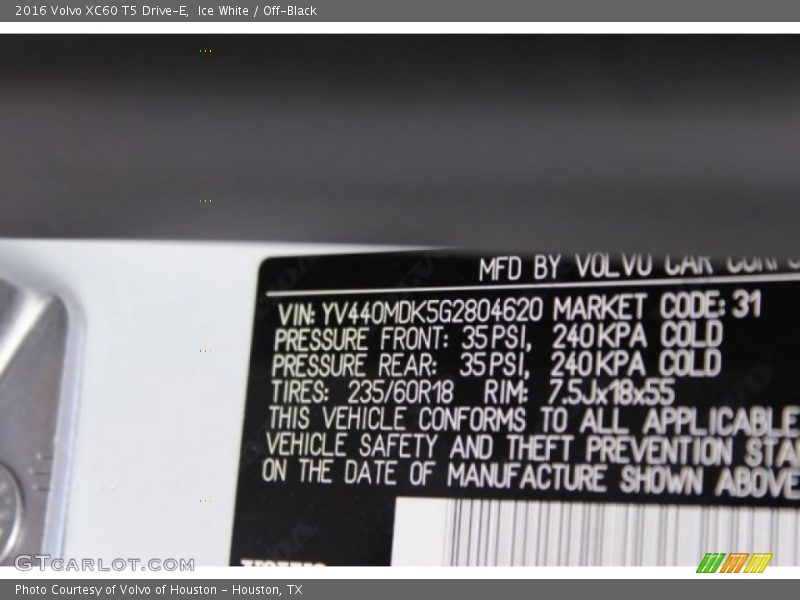 2016 Volvo XC60 T5 Drive-E,  Ice White / Off-Black
MFD BY VOLVO CAR
VIN: YV440MDK5G2804620 MARKET CODE: 31
PRESSURE FRONT: 35PSI, 240KPA COLD
PRESSURE REAR: 35PSI, 240KPA COLD
TIRES: 235/60R18 RIM: 7.5Jx18x55
THIS VEHICLE CONFORMS TO ALL APPLICABLE
VEHICLE SAFETY AND THEFT PREVENTION STA
ON THE DATE OF MANUFACTURE SHOWN ABOVE
GTCARLOT.COM
Photo Courtesy of Volvo of Houston - Houston, TX